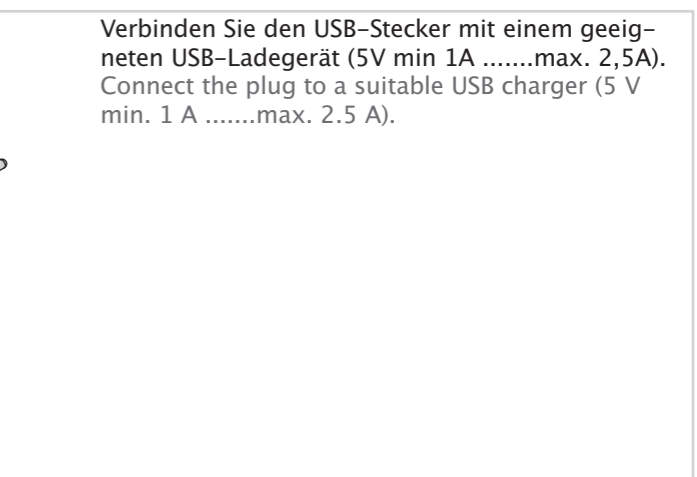 Verbinden Sie den USB-Stecker mit einem geeig-
neten USB-Ladegerät (5V min 1A .......max. 2,5A).
Connect the plug to a suitable USB charger (5 V
min. 1 A .......max. 2.5 A).